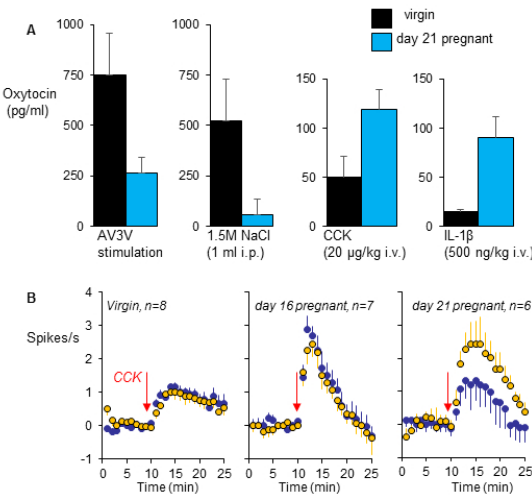 A
virgin
day 21 pregnant
Oxytocin
(pg/ml)
1000
750
500
250
0
AV3V
stimulation
1000
750
500
250
0
1.5M NaCl
(1 ml i.p.)
150
100
50
0
CCK
(20 µg/kg i.v.)
150
100
50
0
IL-1β
(500 ng/kg i.v.)
B
Spikes/s
4
3
2
1
0
-1
Virgin, n=8
CCK
0 5 10 15 20 25
Time (min)
day 16 pregnant, n=7
0 5 10 15 20 25
Time (min)
day 21 pregnant, n=6
0 5 10 15 20 25
Time (min)